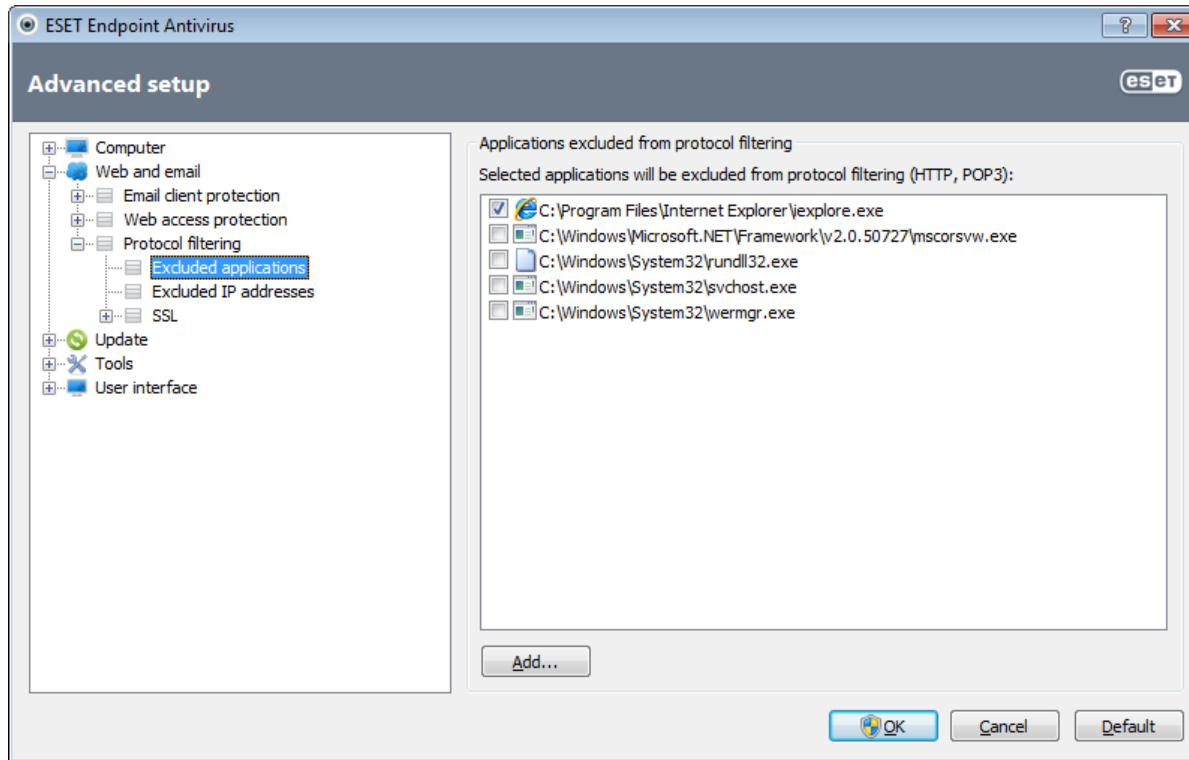 ESET Endpoint Antivirus
Advanced setup
eset
Computer
Web and email
Email client protection
Web access protection
Protocol filtering
Excluded applications
Excluded IP addresses
SSL
Update
Tools
User interface
Applications excluded from protocol filtering
Selected applications will be excluded from protocol filtering (HTTP, POP3):
C:\Program Files\Internet Explorer\iexplore.exe
C:\Windows\Microsoft.NET\Framework\v2.0.50727\mscorsvw.exe
C:\Windows\System32\rundll32.exe
C:\Windows\System32\svchost.exe
C:\Windows\System32\wermgr.exe
Add...
OK
Cancel
Default